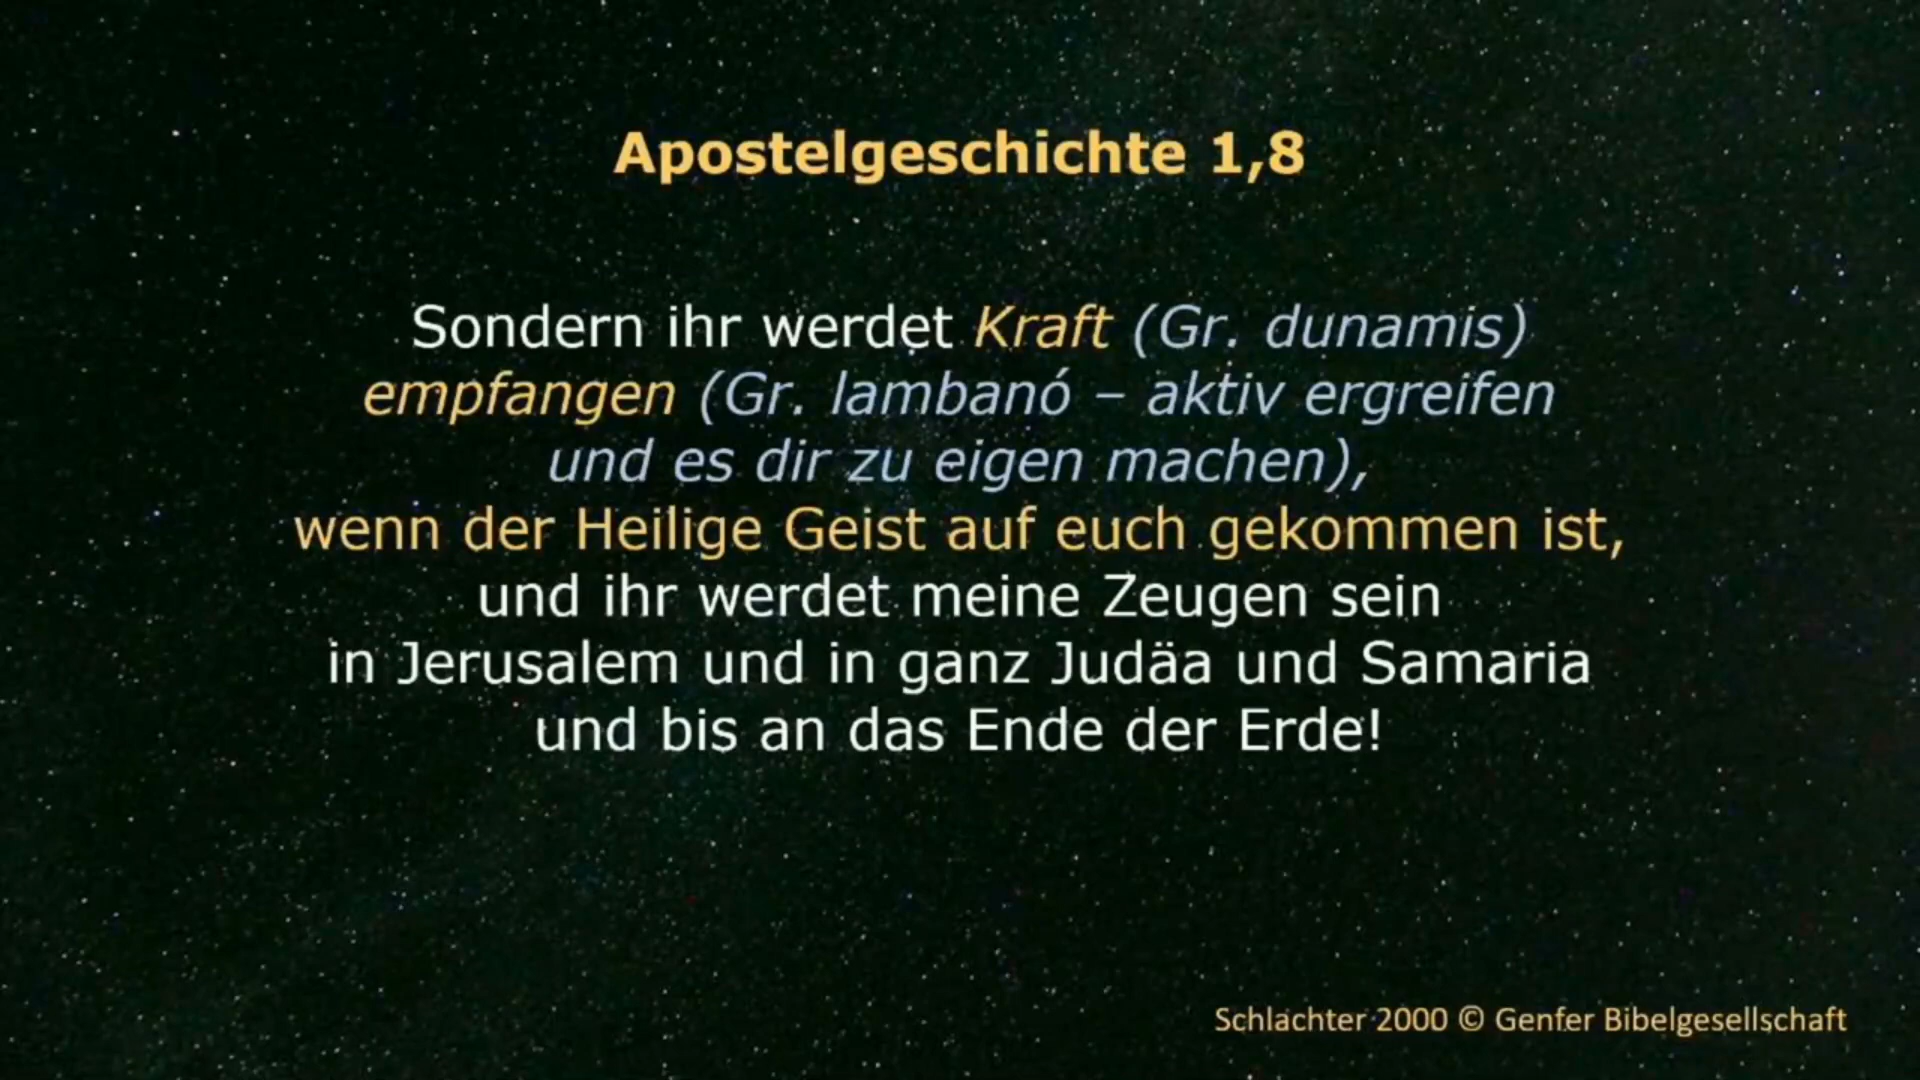 Apostelgeschichte 1,8
Sondern ihr werdet Kraft (Gr. dunamis)
empfangen (Gr. lambanó – aktiv ergreifen
und es dir zu eigen machen),
wenn der Heilige Geist auf euch gekommen ist,
und ihr werdet meine Zeugen sein
in Jerusalem und in ganz Judäa und Samaria
und bis an das Ende der Erde!
Schlachter 2000 © Genfer Bibelgesellschaft